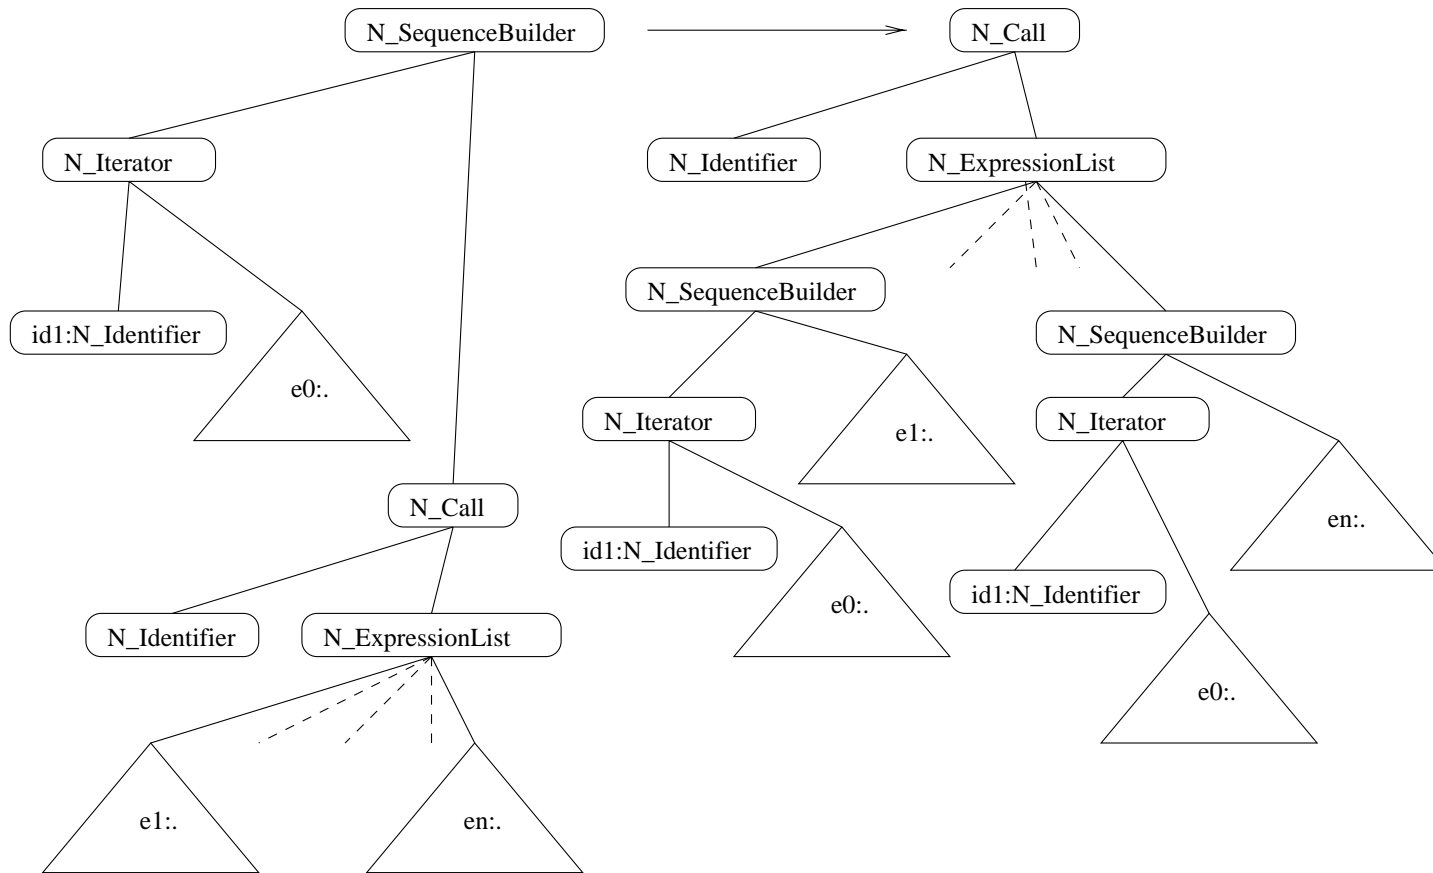 N_SequenceBuilder
N_Call
N_Iterator
N_Identifier
N_ExpressionList
N_SequenceBuilder
id1:N_Identifier
N_SequenceBuilder
e0:.
N_Iterator
N_Iterator
e1:.
N_Call
en:.
id1:N_Identifier
id1:N_Identifier
e0:.
N_Identifier
N_ExpressionList
e0:.
e1:.
en:.